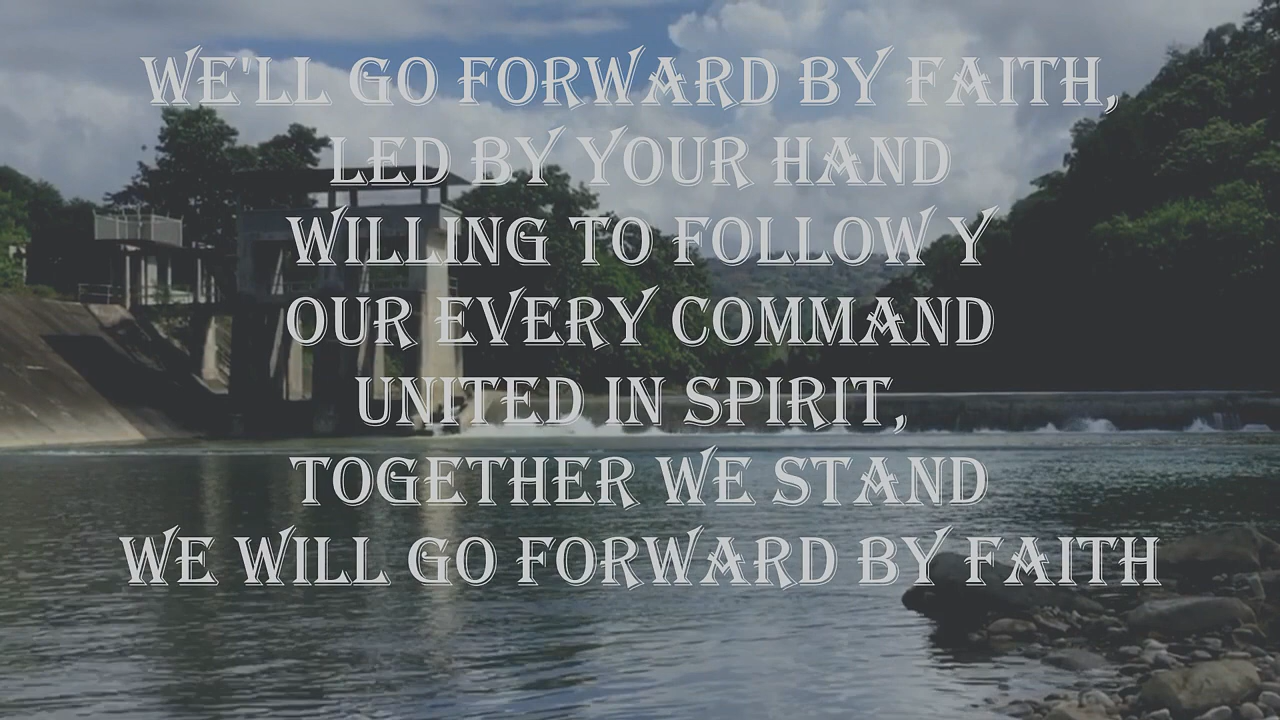 WE'LL GO FORWARD BY FAITH,
LED BY YOUR HAND
WILLING TO FOLLOW Y
OUR EVERY COMMAND
UNITED IN SPIRIT,
TOGETHER WE STAND
WE WILL GO FORWARD BY FAITH